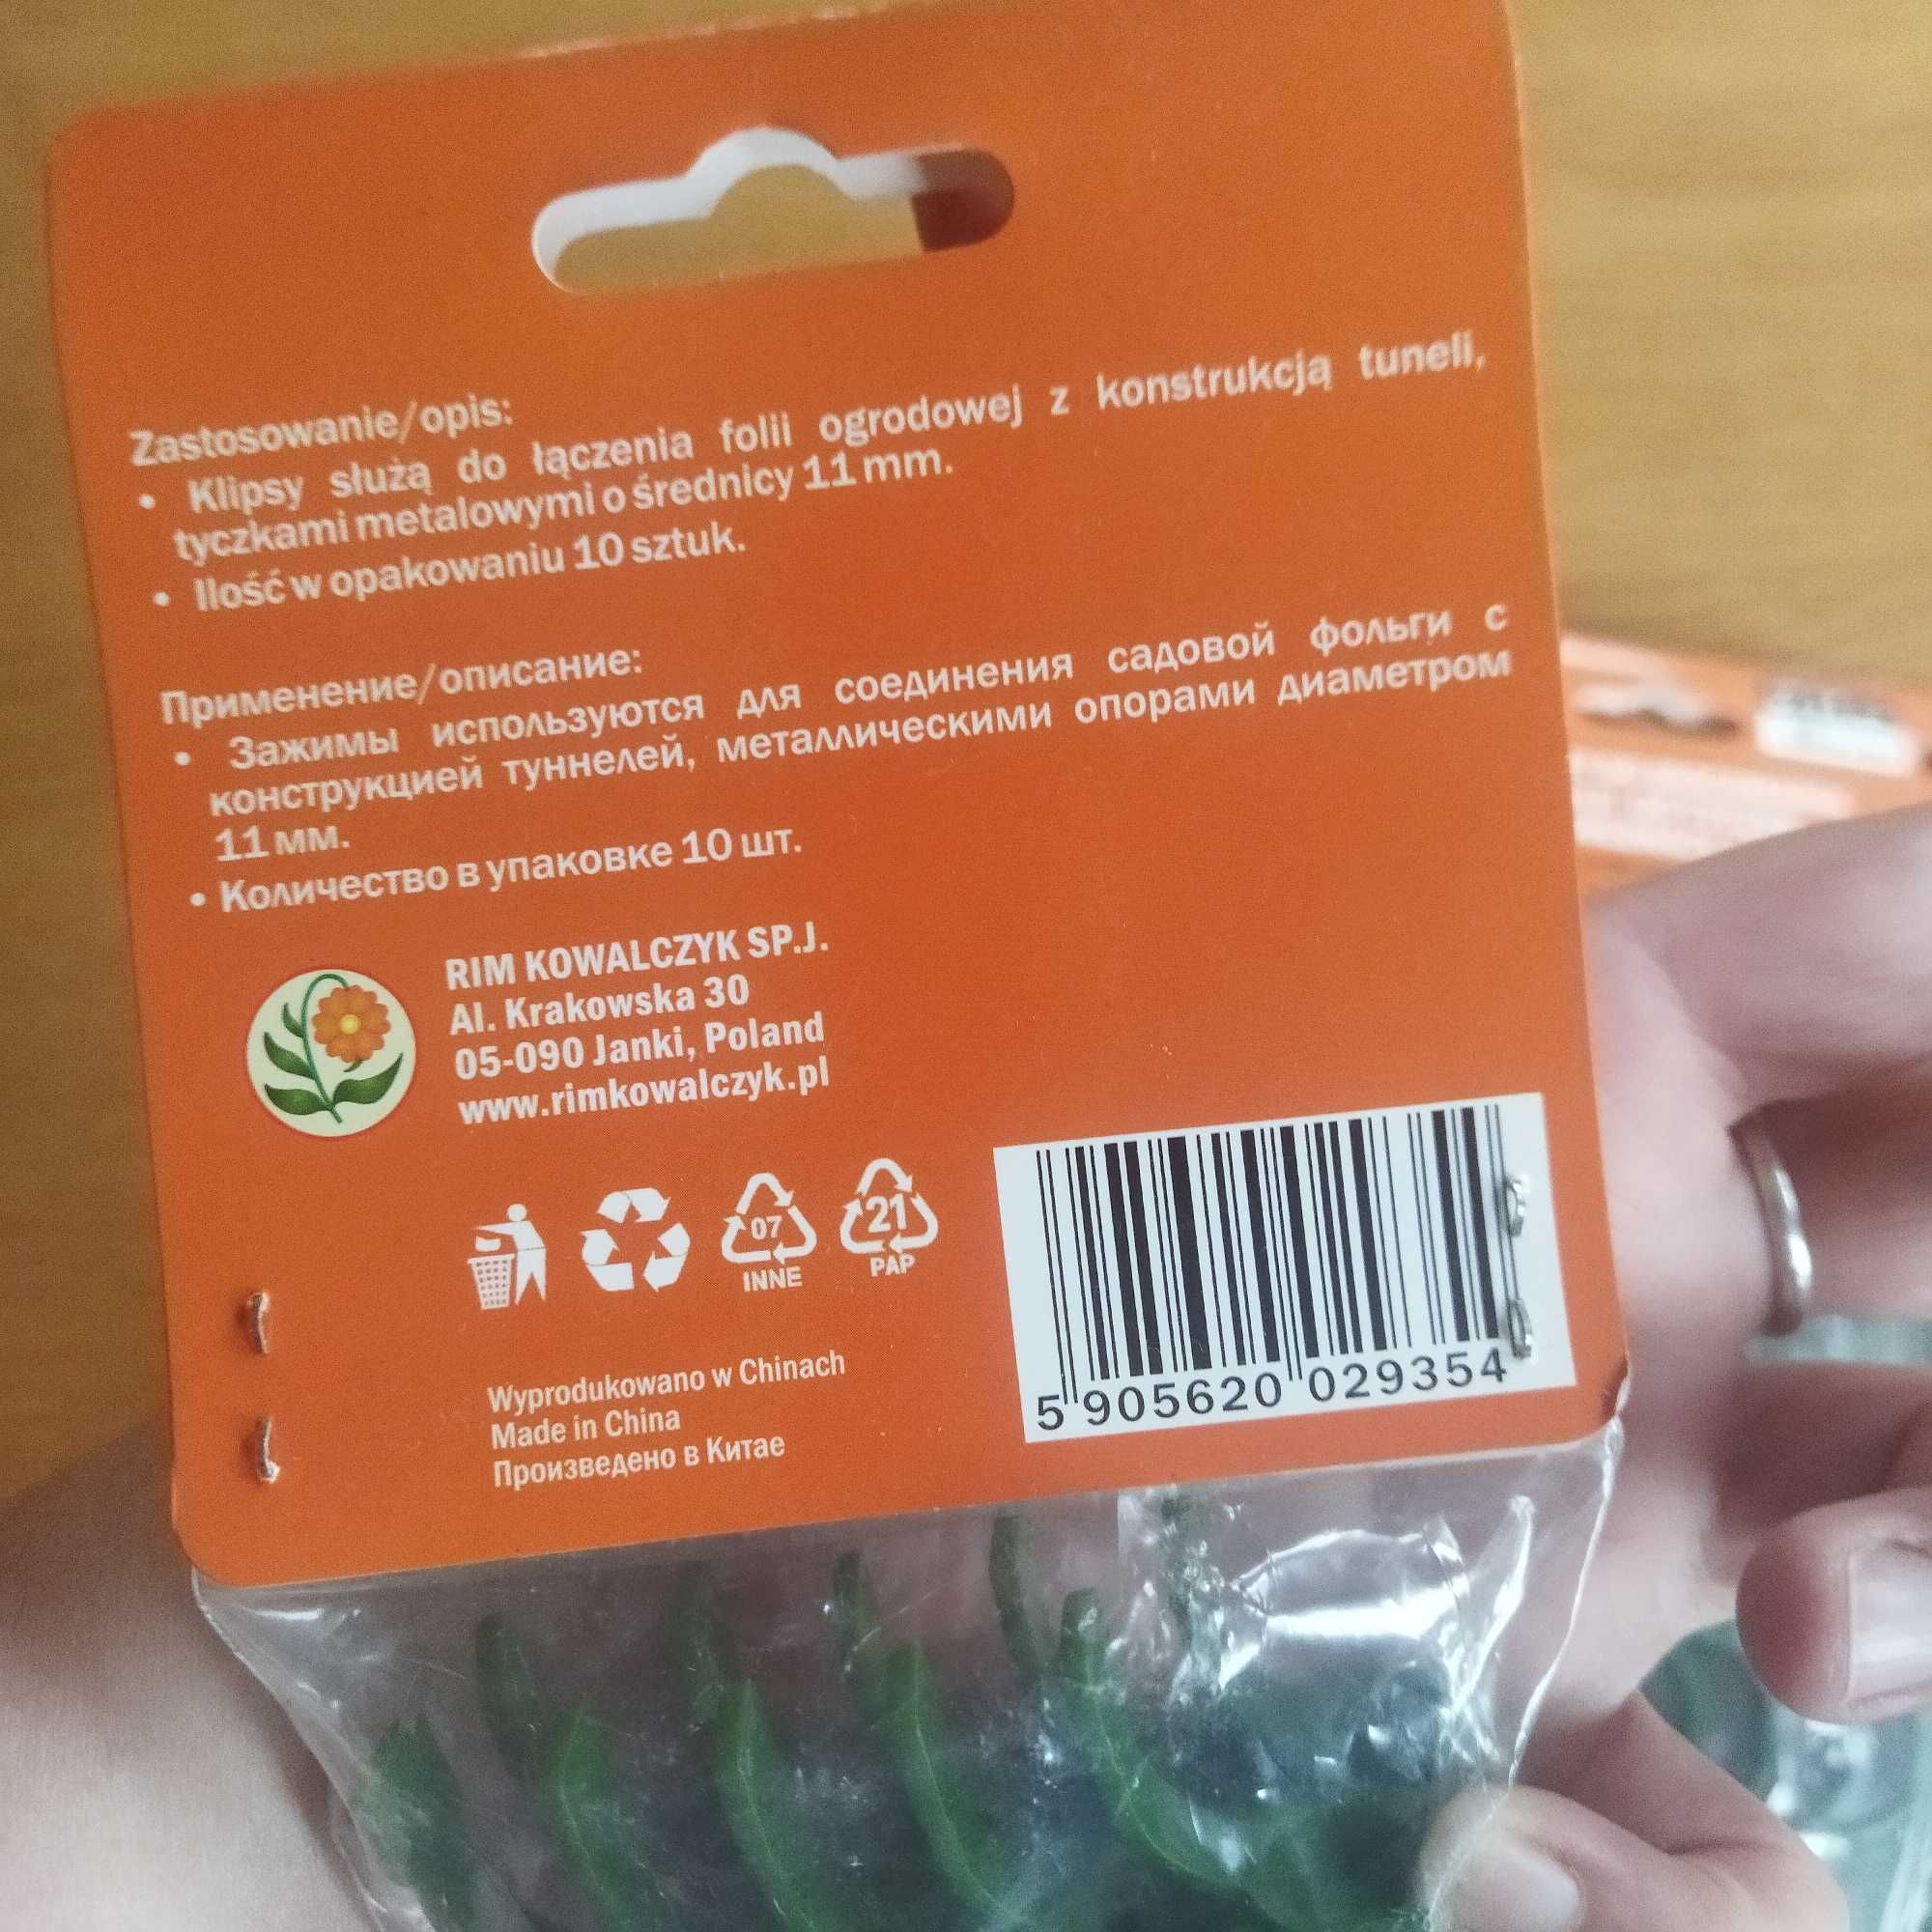 Zastosowanie/opis:
• Klipsy służą do łączenia folii ogrodowej z konstrukcją tuneli,
tyczkami metalowymi o średnicy 11 mm.
• Ilość w opakowaniu 10 sztuk.
Применение/описание:
• Зажимы используются для соединения садовой фольги с
конструкцией туннелей, металлическими опорами диаметром
11 мм.
• Количество в упаковке 10 шт.
RIM KOWALCZYK SP.J.
Al. Krakowska 30
05-090 Janki, Poland
www.rimkowalczyk.pl
07
INNE
21
PAP
Wyprodukowano w Chinach
Made in China
Произведено в Китае
5 905620 029354